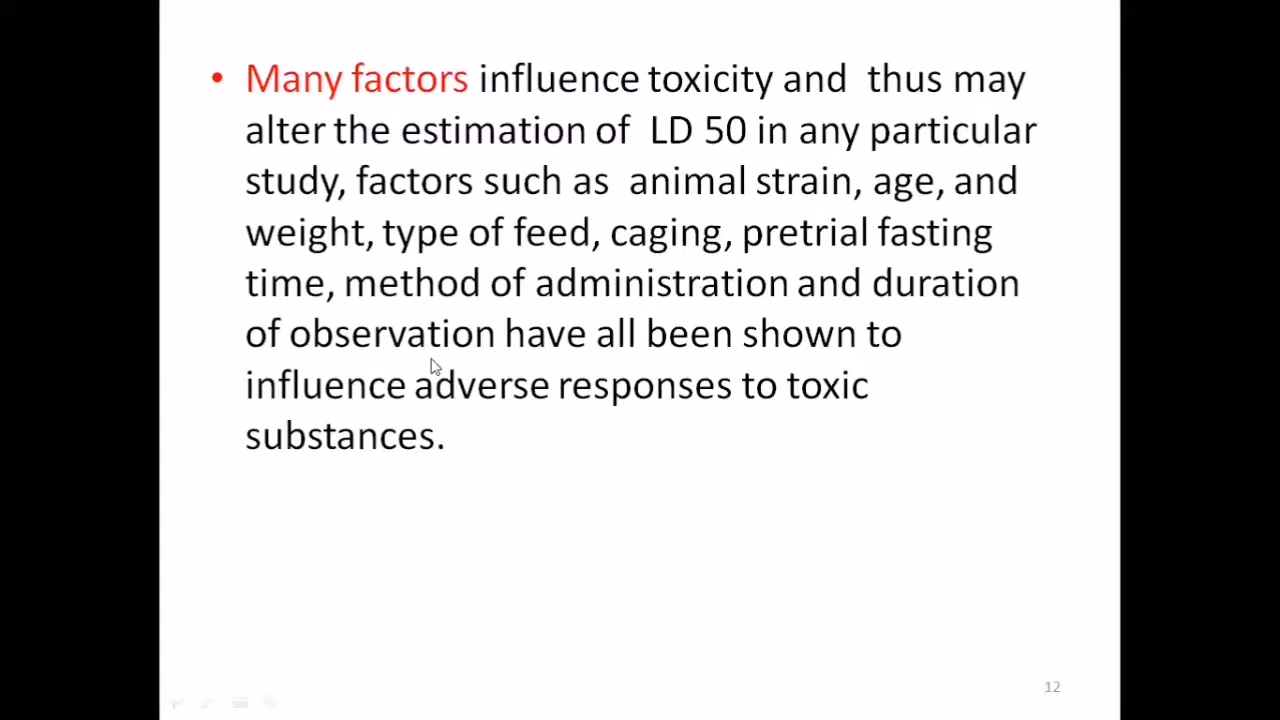 • Many factors influence toxicity and thus may
alter the estimation of LD 50 in any particular
study, factors such as animal strain, age, and
weight, type of feed, caging, pretrial fasting
time, method of administration and duration
of observation have all been shown to
influence adverse responses to toxic
substances.
12